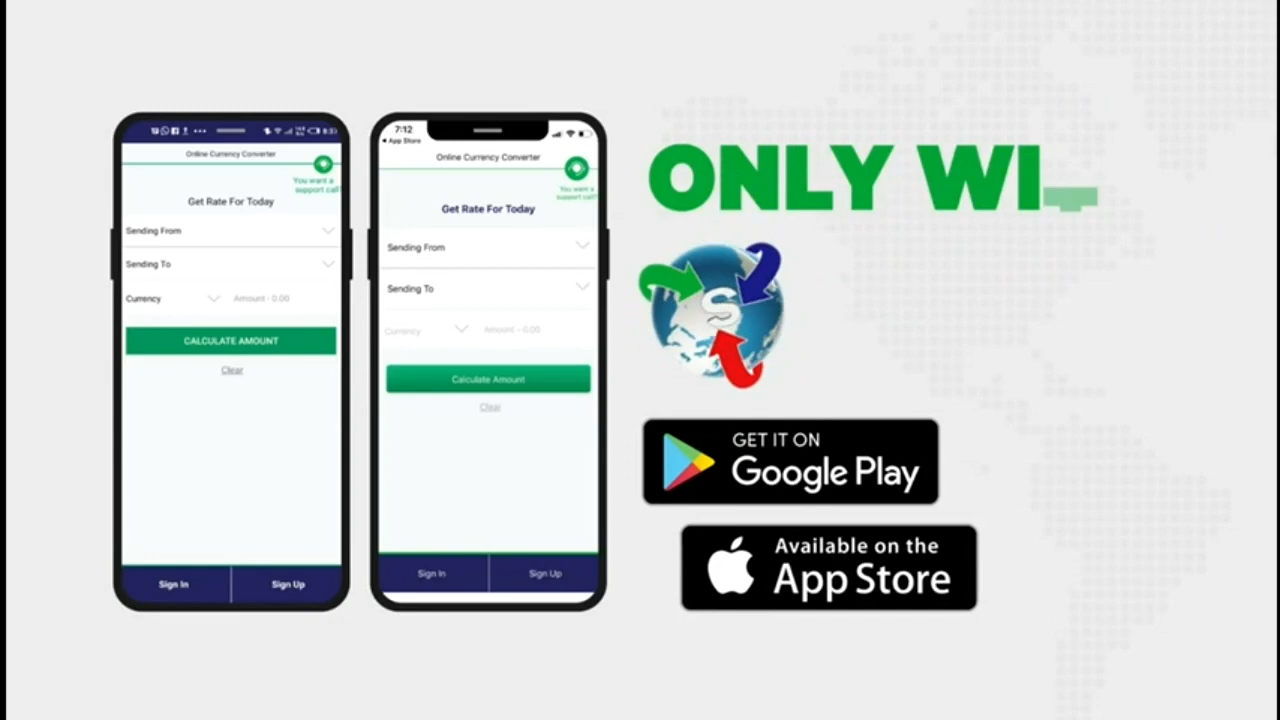 Online Currency Converter
You want a
support call?
Get Rate For Today
Sending From
Sending To
Currency
Amount - 0.00
CALCULATE AMOUNT
Clear
Sign In
Sign Up
7:12
App Store
Online Currency Converter
You want a
support call?
Get Rate For Today
Sending From
Sending To
Currency
Amount - 0.00
Calculate Amount
Clear
Sign In
Sign Up
ONLY WI
S
GET IT ON
Google Play
Available on the
App Store